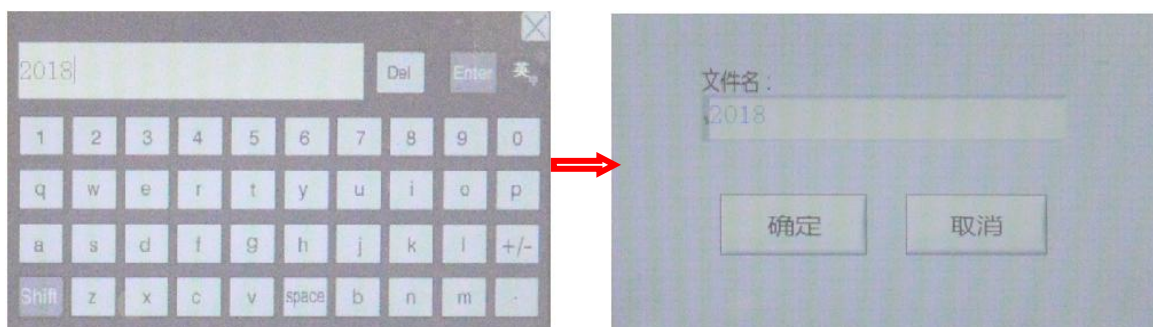 2018 Del Enter 英中
1 2 3 4 5 6 7 8 9 0
q w e r t y u i o p
a s d f g h j k l +/-
Shift z x c v space b n m .
文件名：
2018
确定 取消